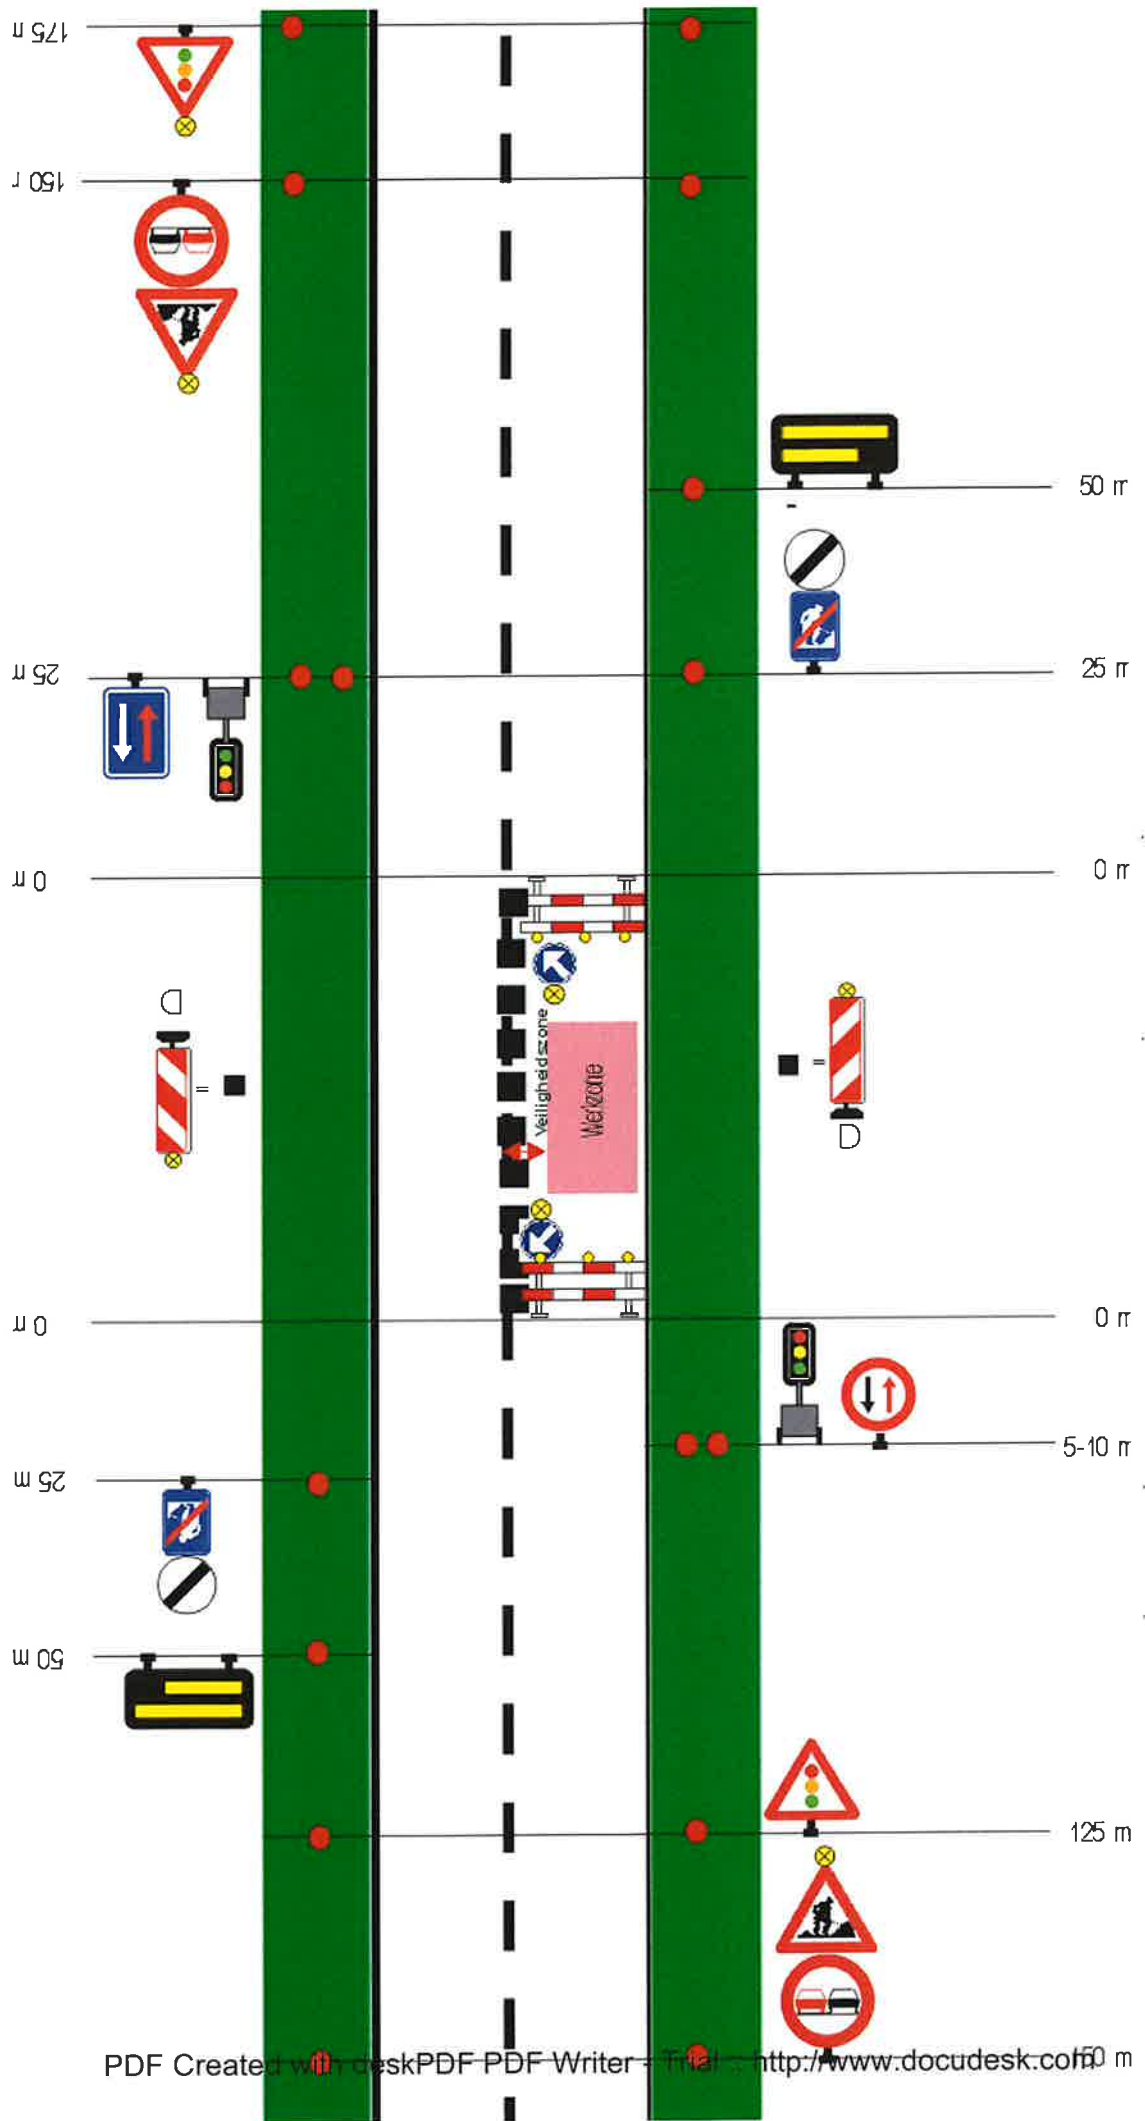 175 m
150 r
50 m
25 m
25 m
0 m
0 m
D
Veiligheidszone
Werkzone
D
0 m
0 m
5-10 m
25 m
50 m
125 m
150 m
PDF Created with deskPDF PDF Writer - Trial :: http://www.docudesk.com